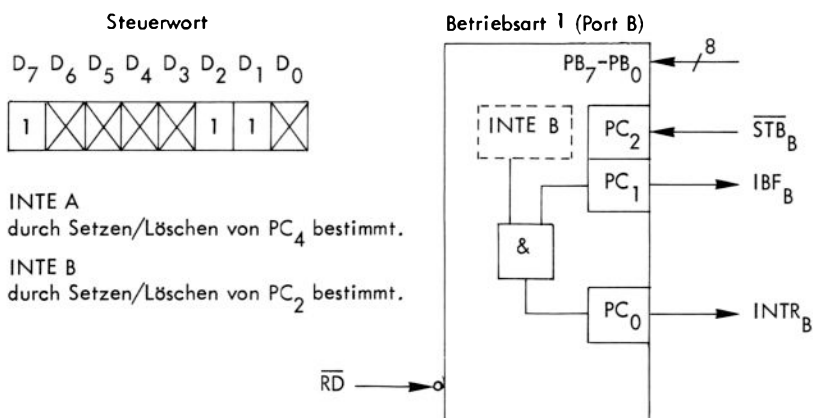 Steuerwort
D7 D6 D5 D4 D3 D2 D1 D0
1 1 1
INTE A
durch Setzen/Löschen von PC4 bestimmt.
INTE B
durch Setzen/Löschen von PC2 bestimmt.
Betriebsart 1 (Port B)
PB7-PB0
8
INTE B
PC2
STBB
PC1
IBFB
&
PC0
INTRB
RD